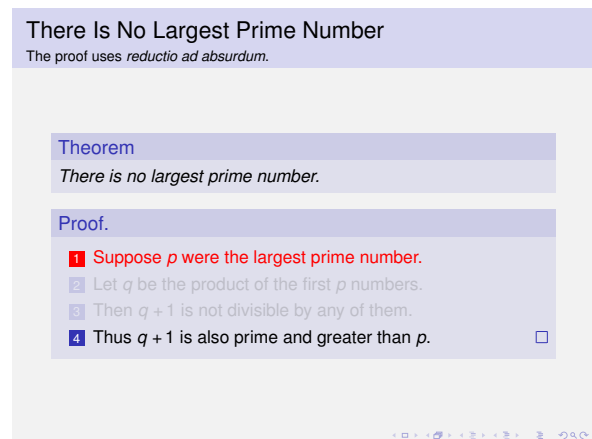 There Is No Largest Prime Number
The proof uses reductio ad absurdum.
Theorem
There is no largest prime number.
Proof.
1 Suppose p were the largest prime number.
2 Let q be the product of the first p numbers.
3 Then q + 1 is not divisible by any of them.
4 Thus q + 1 is also prime and greater than p.